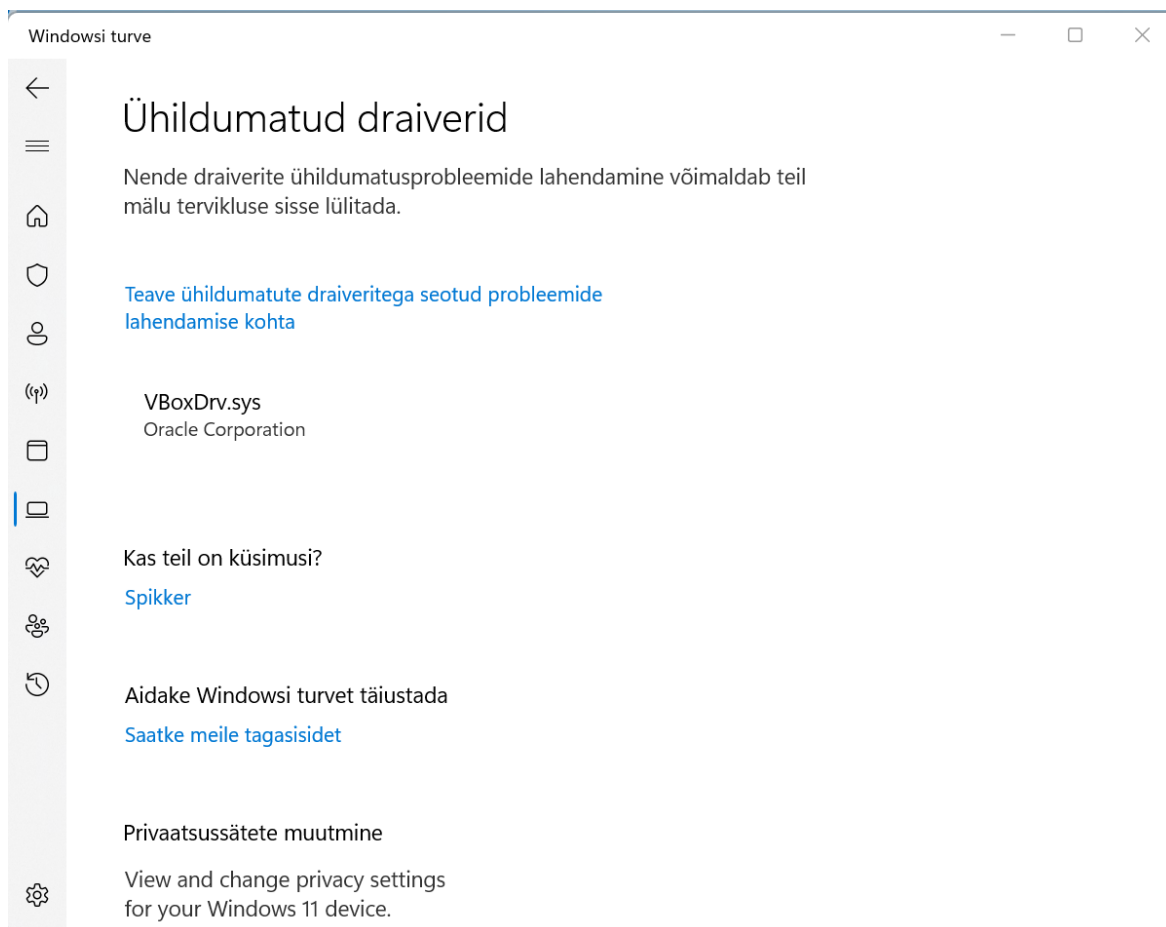 Windowsi turve
Ühildumatud draiverid
Nende draiverite ühildumatusprobleemide lahendamine võimaldab teil
mälu tervikluse sisse lülitada.
Teave ühildumatute draiveritega seotud probleemide
lahendamise kohta
VBoxDrv.sys
Oracle Corporation
Kas teil on küsimusi?
Spikker
Aidake Windowsi turvet täiustada
Saatke meile tagasisidet
Privaatsussätete muutmine
View and change privacy settings
for your Windows 11 device.